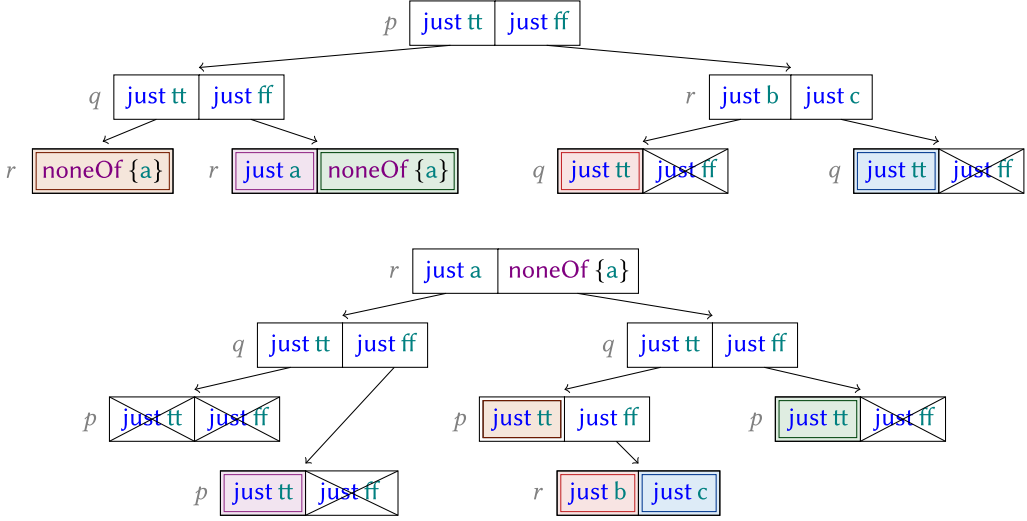 p just tt just ff
q just tt just ff r just b just c
r noneOf {a} r just a noneOf {a} q just tt just ff q just tt just ff
r just a noneOf {a}
q just tt just ff q just tt just ff
p just tt just ff p just tt just ff p just tt just ff
p just tt just ff r just b just c